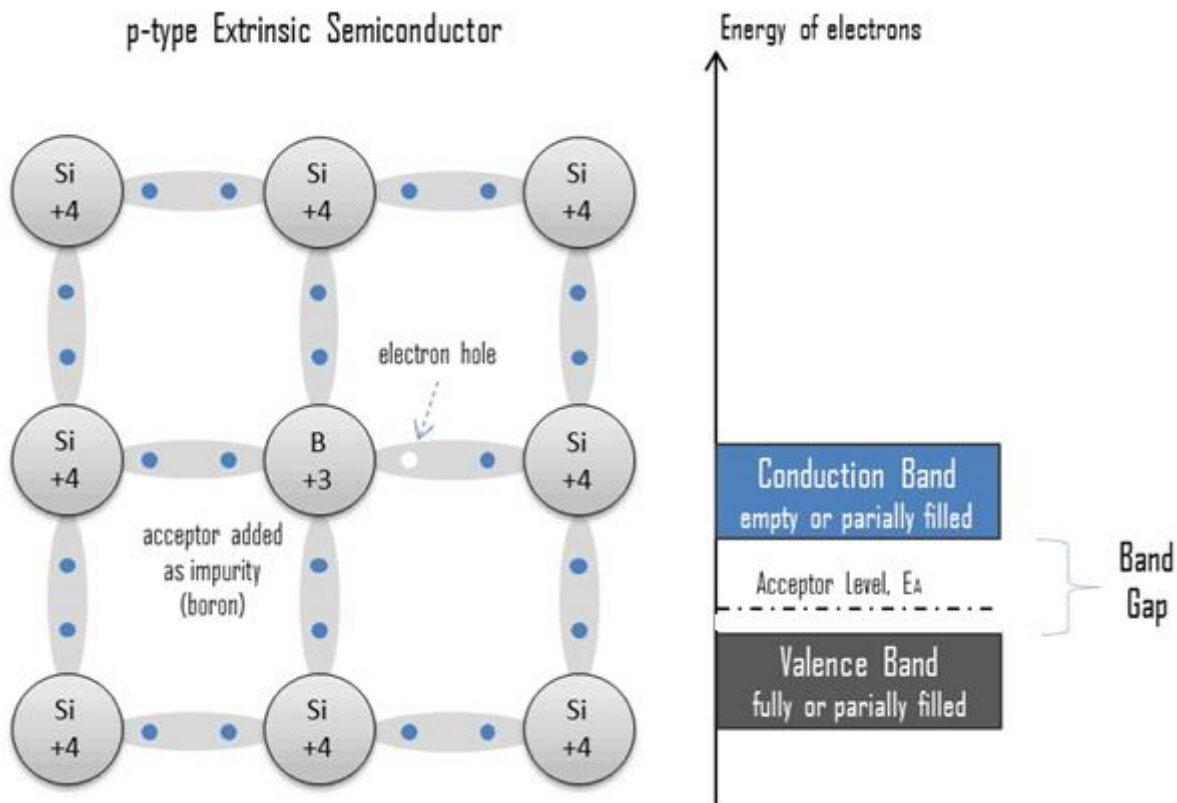 p-type Extrinsic Semiconductor
Energy of electrons
Si
+4
Si
+4
Si
+4
electron hole
Si
+4
B
+3
Si
+4
acceptor added
as impurity
(boron)
Si
+4
Si
+4
Si
+4
Conduction Band
empty or parially filled
Acceptor Level, EA
Band
Gap
Valence Band
fully or parially filled